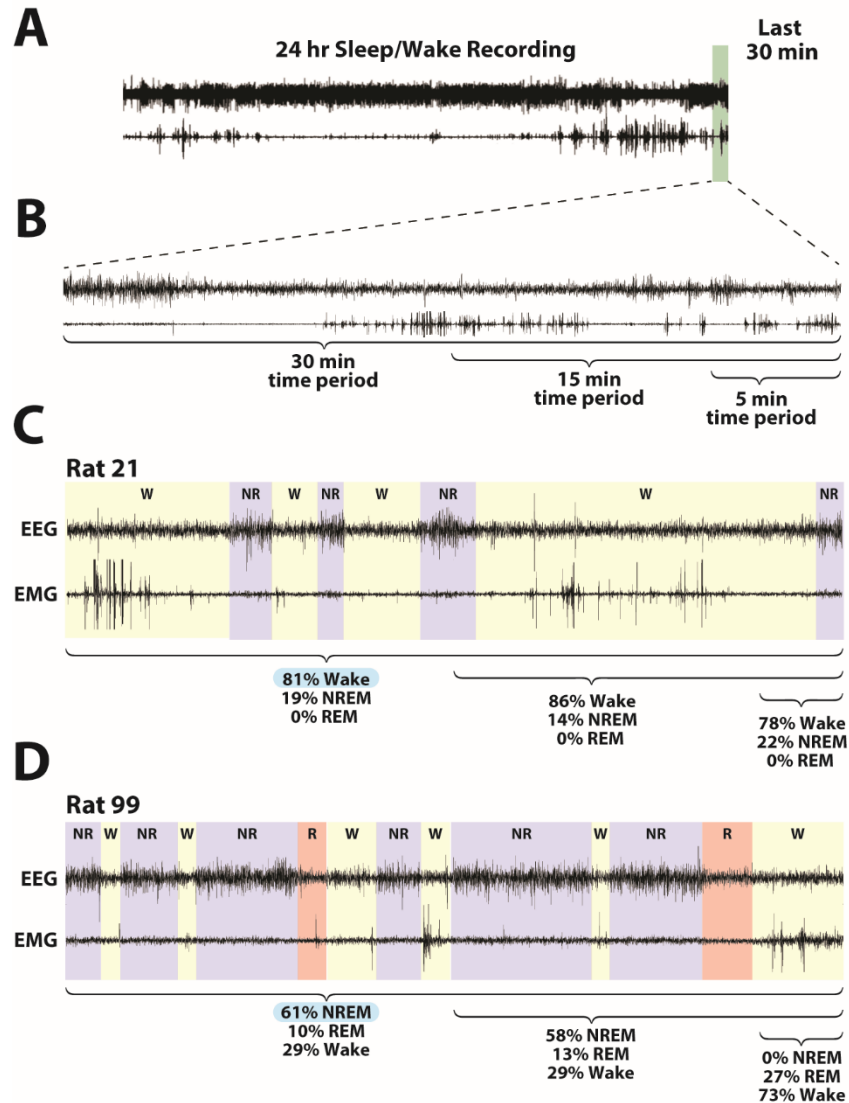 A
24 hr Sleep/Wake Recording
Last
30 min
B
30 min
time period
15 min
time period
5 min
time period
C
Rat 21
W NR W NR W NR W NR
EEG
EMG
81% Wake
19% NREM
0% REM
86% Wake
14% NREM
0% REM
78% Wake
22% NREM
0% REM
D
Rat 99
NR W NR W NR R W NR W NR W NR R W
EEG
EMG
61% NREM
10% REM
29% Wake
58% NREM
13% REM
29% Wake
0% NREM
27% REM
73% Wake